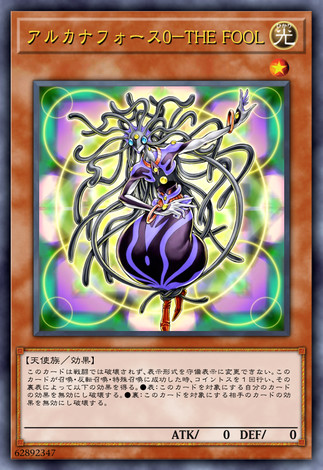 アルカナフォース0－THE FOOL
光
【天使族／効果】
このカードは戦闘では破壊されず、表示形式を守備表示に変更できない。こ
のカードが召喚・反転召喚・特殊召喚に成功した時、コイントスを１回行い、その
裏表によって以下の効果を得る。●表：このカードを対象にする自分のカード
の効果を無効にし破壊する。●裏：このカードを対象にする相手のカードの効
果を無効にし破壊する。
ATK/ 0 DEF/ 0
62892347